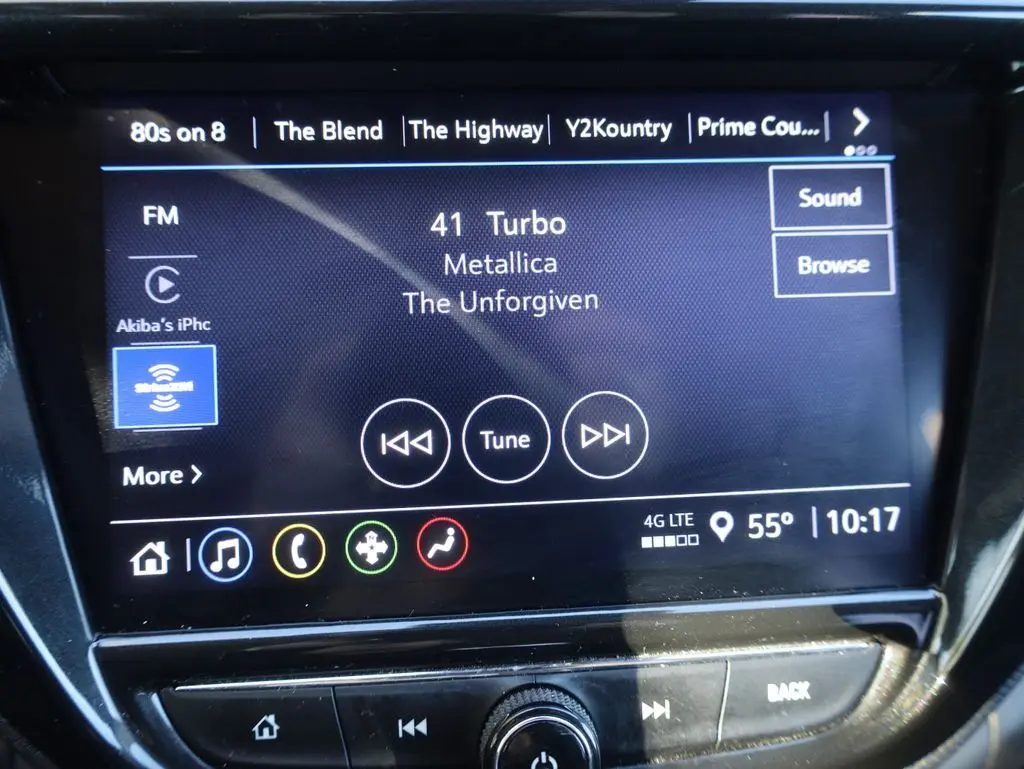 80s on 8 | The Blend | The Highway | Y2Kountry | Prime Cou... |
FM
41 Turbo
Metallica
The Unforgiven
Sound
Browse
Akiba's iPhc
SiriusXM
Tune
More >
4G LTE
55° | 10:17
BACK